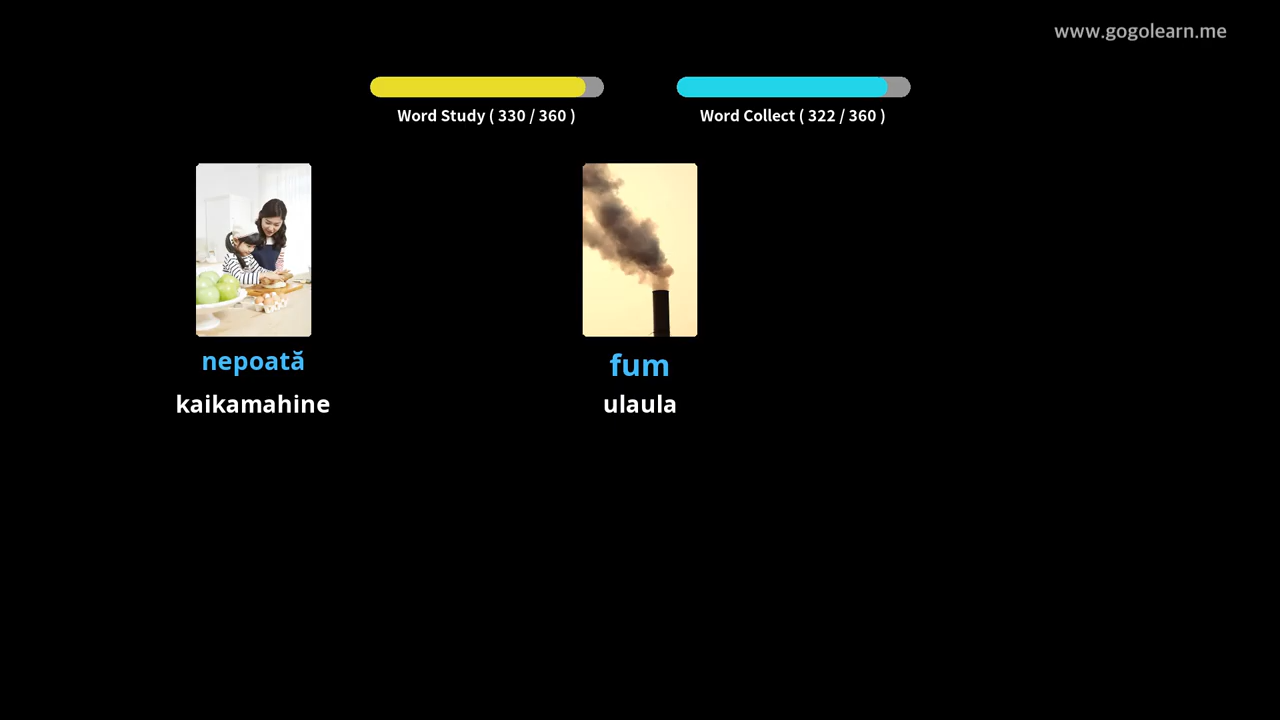 www.gogolearn.me
Word Study ( 330 / 360 )
Word Collect ( 322 / 360 )
nepoată
fum
kaikamahine
ulaula